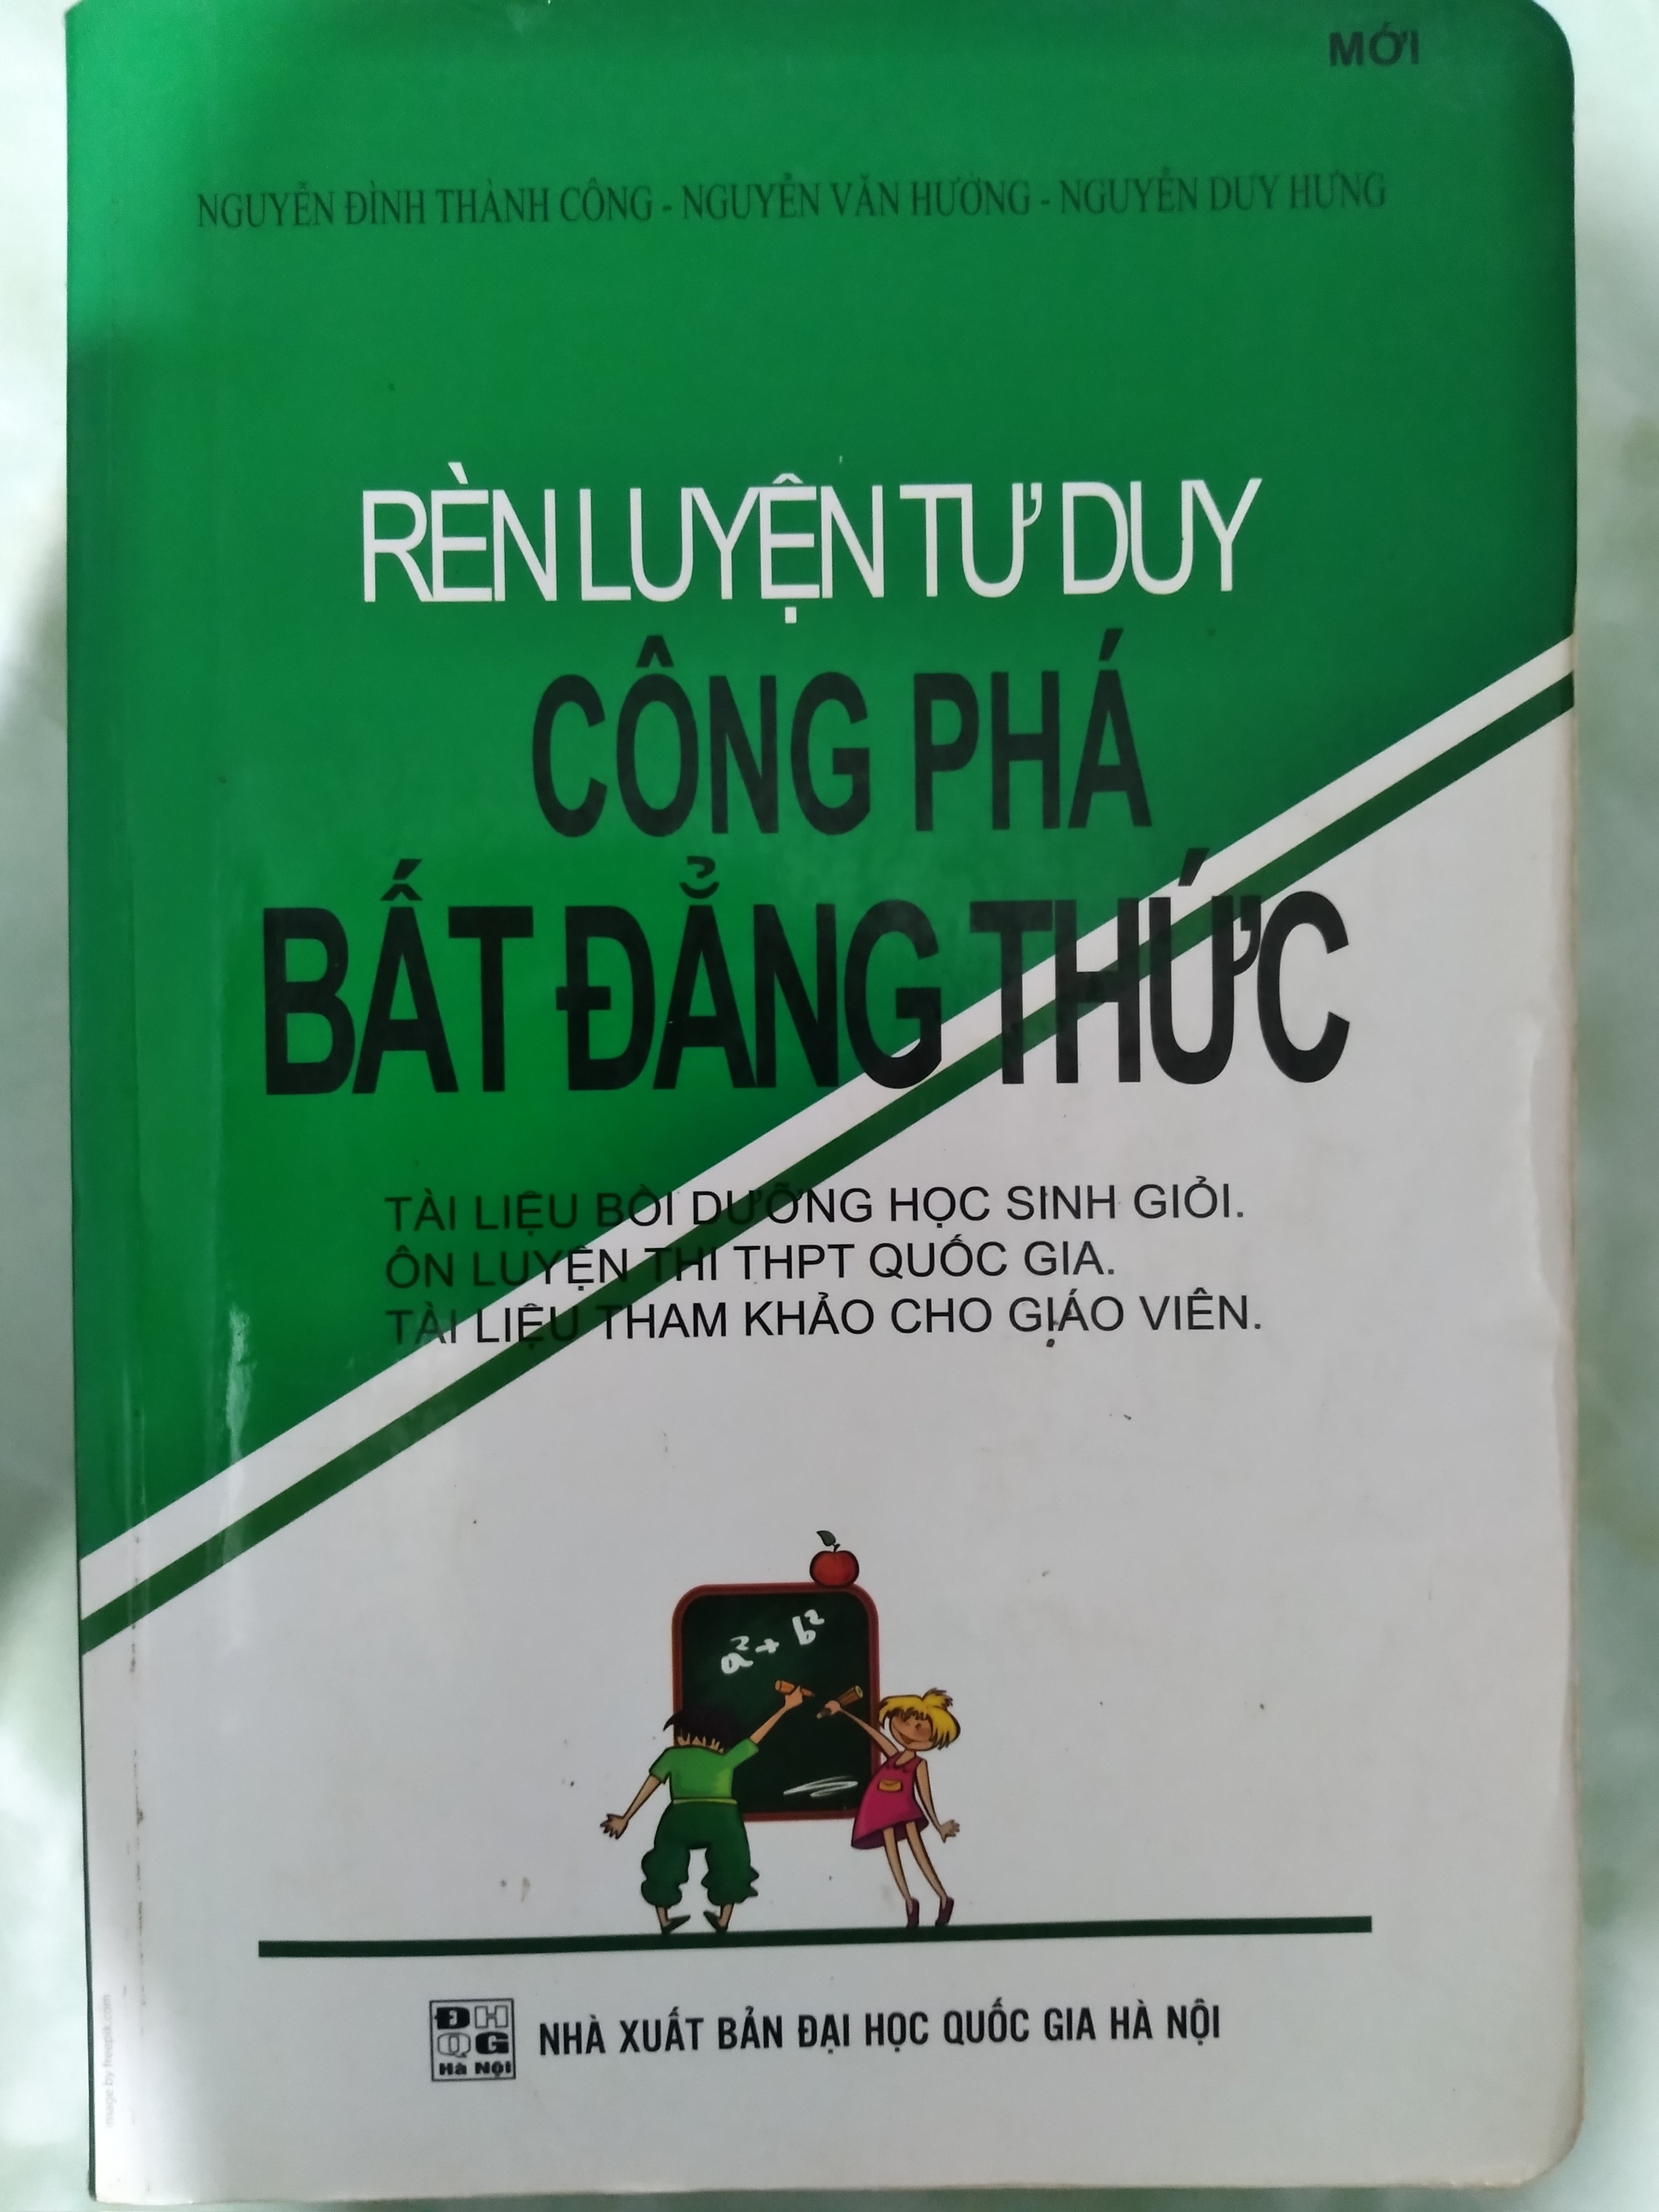 MỚI
NGUYỄN ĐÌNH THÀNH CÔNG - NGUYỄN VĂN HƯỜNG - NGUYỄN DUY HƯNG
RÈN LUYỆN TƯ DUY
CÔNG PHÁ
BẤT ĐẲNG THỨC
TÀI LIỆU BỒI DƯỠNG HỌC SINH GIỎI.
ÔN LUYỆN THI THPT QUỐC GIA.
TÀI LIỆU THAM KHẢO CHO GIÁO VIÊN.
a²+ b²
ĐH
QG
Hà Nội
NHÀ XUẤT BẢN ĐẠI HỌC QUỐC GIA HÀ NỘI
image by freepik.com